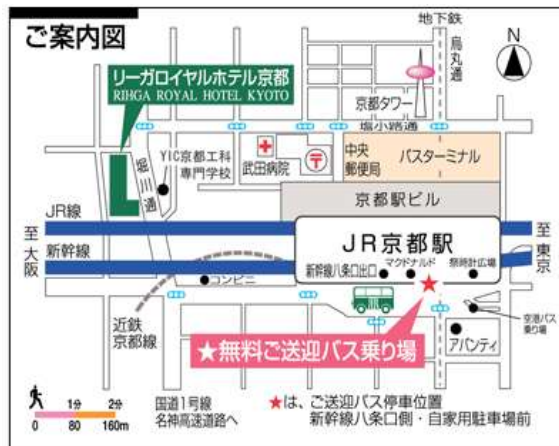 ご案内図
地下鉄
烏丸通
N
リーガロイヤルホテル京都
RIHGA ROYAL HOTEL KYOTO
京都タワー
塩小路通
YIC京都工科
専門学校
武田病院
中央
郵便局
バスターミナル
堀川通
京都駅ビル
JR線
新幹線
至大阪
至東京
JR京都駅
新幹線八条口出口
マクドナルド
祭時計広場
コンビニ
近鉄
京都線
空港バス
乗り場
アバンティ
★無料ご送迎バス乗り場
1分 2分
0 80 160m
国道1号線
名神高速道路へ
★は、ご送迎バス停車位置
新幹線八条口側・自家用駐車場前